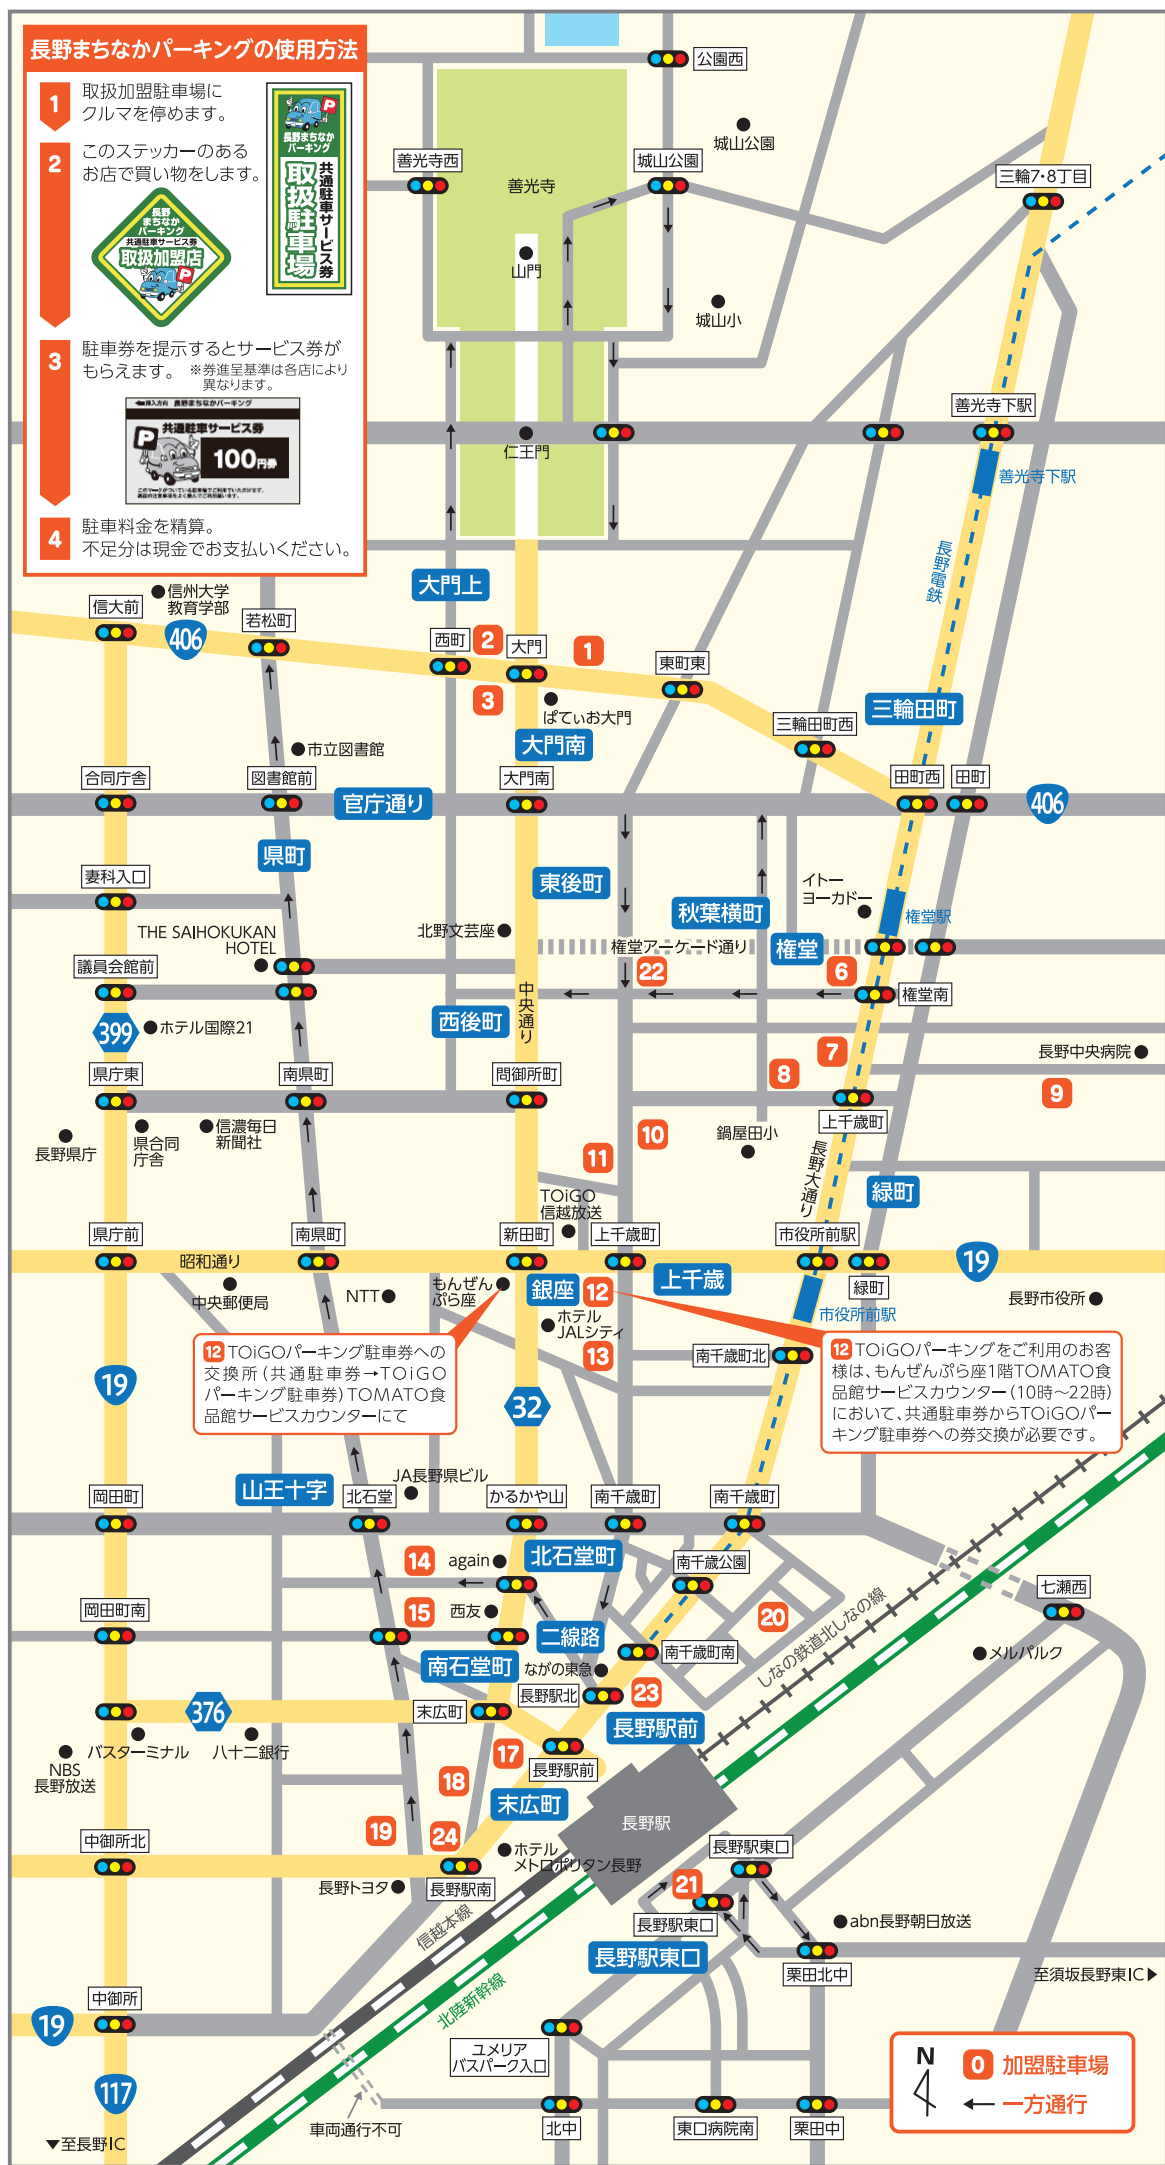 長野まちなかパーキングの使用方法
1
取扱加盟駐車場に
クルマを停めます。
2
このステッカーのある
お店で買い物をします。
長野
まちなか
パーキング
共通駐車サービス券
取扱加盟店
P
P
長野まちなか
パーキング
取扱駐車場
共通駐車サービス券
3
駐車券を提示するとサービス券が
もらえます。
※券進呈基準は各店により
異なります。
挿入方向 長野まちなかパーキング
共通駐車サービス券
P
100円券
4
駐車料金を精算。
不足分は現金でお支払いください。
公園西
城山公園
善光寺西
善光寺
城山公園
三輪7・8丁目
山門
城山小
善光寺下駅
仁王門
善光寺下駅
長野電鉄
大門上
信州大学
教育学部
信大前
若松町
406
西町
2
大門
1
東町東
3
ぱてぃお大門
三輪田町
大門南
三輪田町西
市立図書館
合同庁舎
図書館前
大門南
田町西
田町
官庁通り
406
県町
妻科入口
東後町
秋葉横町
イトー
ヨーカドー
権堂駅
THE SAIHOKUKAN
HOTEL
北野文芸座
権堂アーケード通り
権堂
議員会館前
22
6
権堂南
399
ホテル国際21
西後町
中央通り
7
長野中央病院
県庁東
南県町
問御所町
8
9
上千歳町
長野県庁
県合同
庁舎
信濃毎日
新聞社
10
鍋屋田小
11
長野大通り
緑町
TOiGO
信越放送
県庁前
昭和通り
南県町
新田町
上千歳町
市役所前駅
19
緑町
中央郵便局
NTT
もんぜん
ぷら座
銀座
12
上千歳
市役所前駅
長野市役所
ホテル
JALシティ
13
南千歳町北
12 TOiGOパーキング駐車券への
交換所(共通駐車券→TOiGO
パーキング駐車券)TOMATO食
品館サービスカウンターにて
12 TOiGOパーキングをご利用のお客
様は、もんぜんぷら座1階TOMATO食
品館サービスカウンター(10時～22時)
において、共通駐車券からTOiGOパー
キング駐車券への券交換が必要です。
19
32
山王十字
JA長野県ビル
岡田町
北石堂
かるかや山
南千歳町
南千歳町
14
again
北石堂町
南千歳公園
七瀬西
岡田町南
15
西友
二線路
20
しなの鉄道北しなの線
南石堂町
ながの東急
南千歳町南
メルパルク
長野駅北
23
376
末広町
長野駅前
バスターミナル
八十二銀行
NBS
長野放送
17
長野駅前
18
末広町
長野駅
19
24
中御所北
ホテル
メトロポリタン長野
長野駅東口
長野トヨタ
長野駅南
21
信越本線
長野駅東口
abn長野朝日放送
長野駅東口
栗田北中
至須坂長野東IC▶
北陸新幹線
中御所
19
ユメリア
バスパーク入口
N
0 加盟駐車場
← 一方通行
117
車両通行不可
北中
東口病院南
栗田中
▼至長野IC